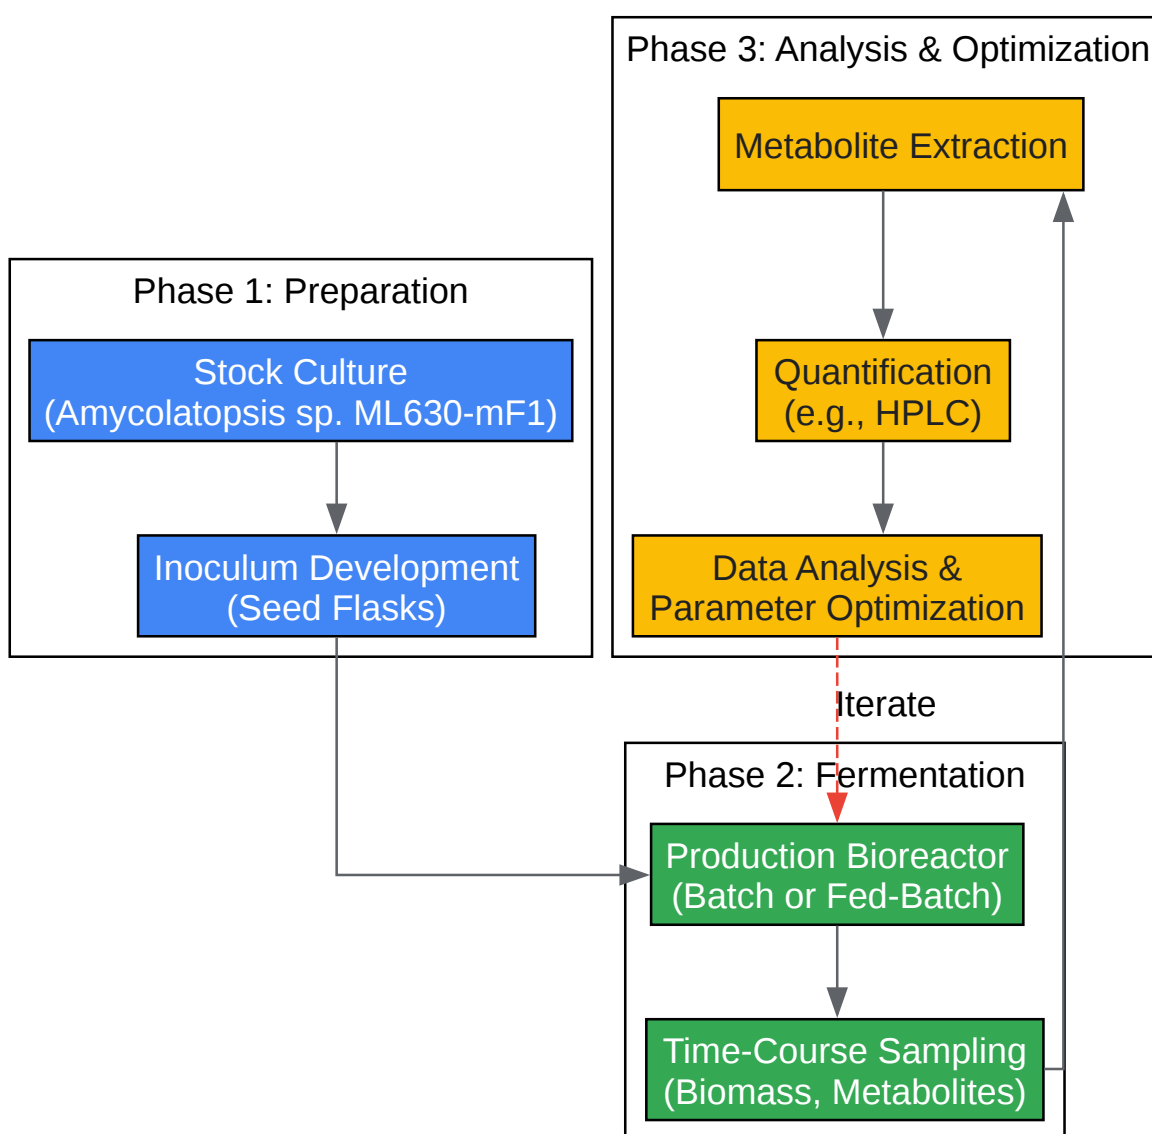 Phase 3: Analysis & Optimization
Metabolite Extraction
Quantification
(e.g., HPLC)
Data Analysis &
Parameter Optimization
Phase 1: Preparation
Stock Culture
(Amycolatopsis sp. ML630-mF1)
Inoculum Development
(Seed Flasks)
Iterate
Phase 2: Fermentation
Production Bioreactor
(Batch or Fed-Batch)
Time-Course Sampling
(Biomass, Metabolites)